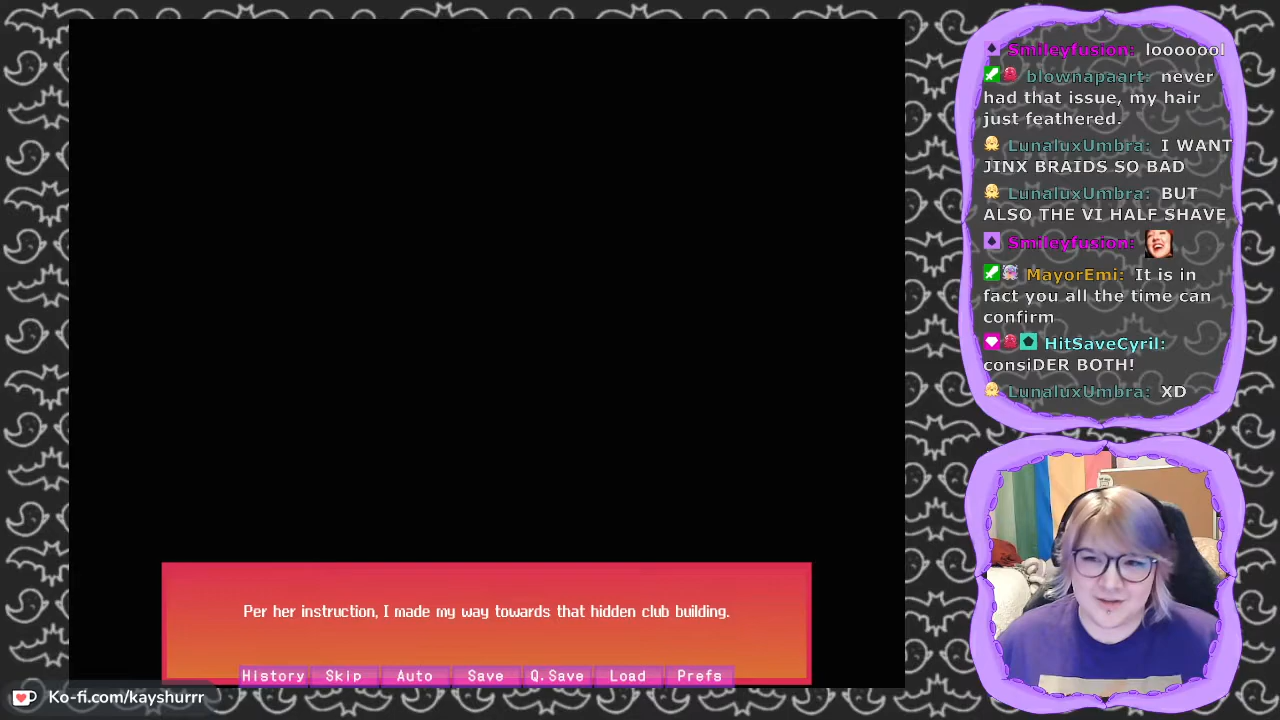 Smileyfusion: looooool
blownapaart: never
had that issue, my hair
just feathered.
LunaluxUmbra: I WANT
JINX BRAIDS SO BAD
LunaluxUmbra: BUT
ALSO THE VI HALF SHAVE
Smileyfusion:
MayorEmi: It is in
fact you all the time can
confirm
HitSaveCyril:
consiDER BOTH!
LunaluxUmbra: XD
Per her instruction, I made my way towards that hidden club building.
History Skip Auto Save Q.Save Load Prefs
Ko-fi.com/kayshurrr